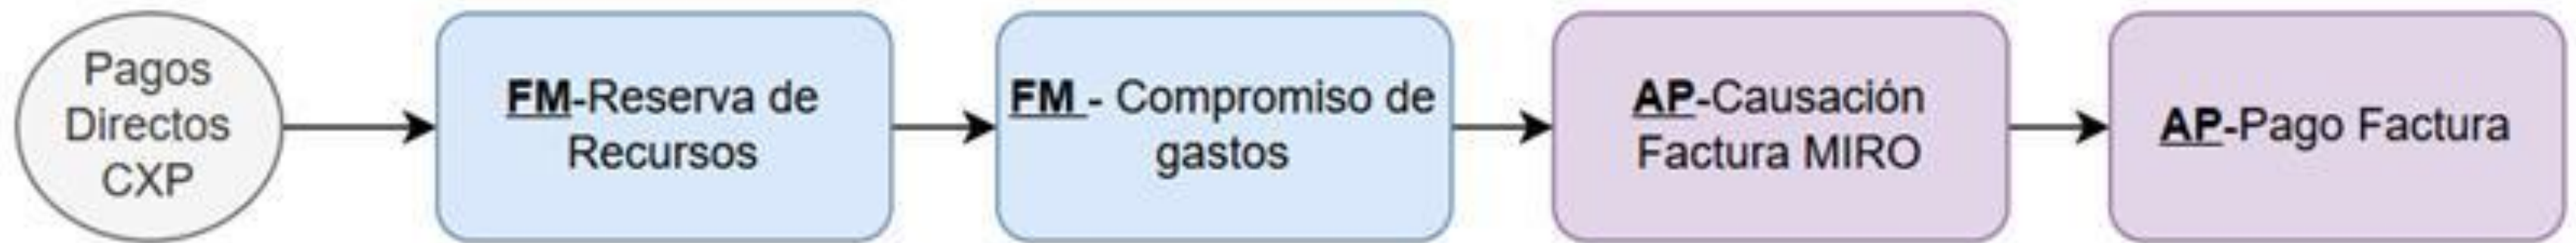 Pagos
Directos
CXP
FM-Reserva de
Recursos
FM - Compromiso de
gastos
AP-Causación
Factura MIRO
AP-Pago Factura